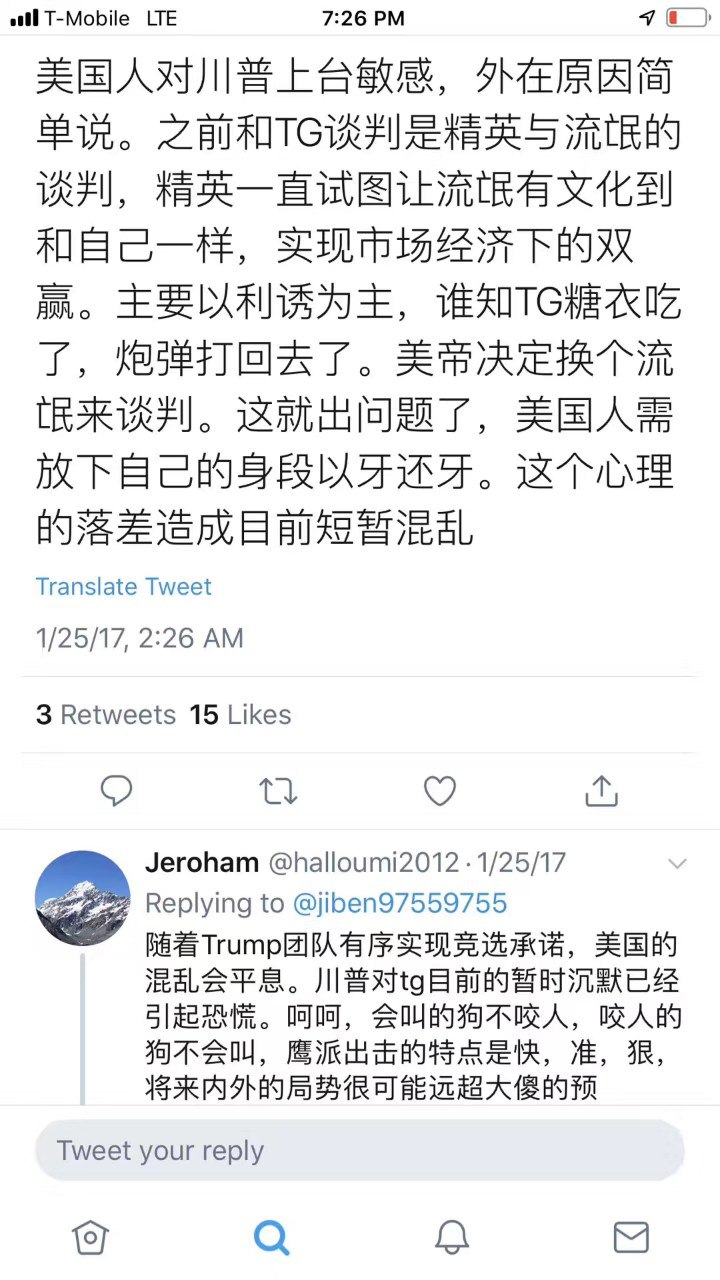 T-Mobile LTE 7:26 PM
美国人对川普上台敏感，外在原因简
单说。之前和TG谈判是精英与流氓的
谈判，精英一直试图让流氓有文化到
和自己一样，实现市场经济下的双
赢。主要以利诱为主，谁知TG糖衣吃
了，炮弹打回去了。美帝决定换个流
氓来谈判。这就出问题了，美国人需
放下自己的身段以牙还牙。这个心理
的落差造成目前短暂混乱
Translate Tweet
1/25/17, 2:26 AM
3 Retweets 15 Likes
Jeroham @halloumi2012 · 1/25/17
Replying to @jiben97559755
随着Trump团队有序实现竞选承诺，美国的
混乱会平息。川普对tg目前的暂时沉默已经
引起恐慌。呵呵，会叫的狗不咬人，咬人的
狗不会叫，鹰派出击的特点是快，准，狠，
将来内外的局势很可能远超大傻的预
Tweet your reply